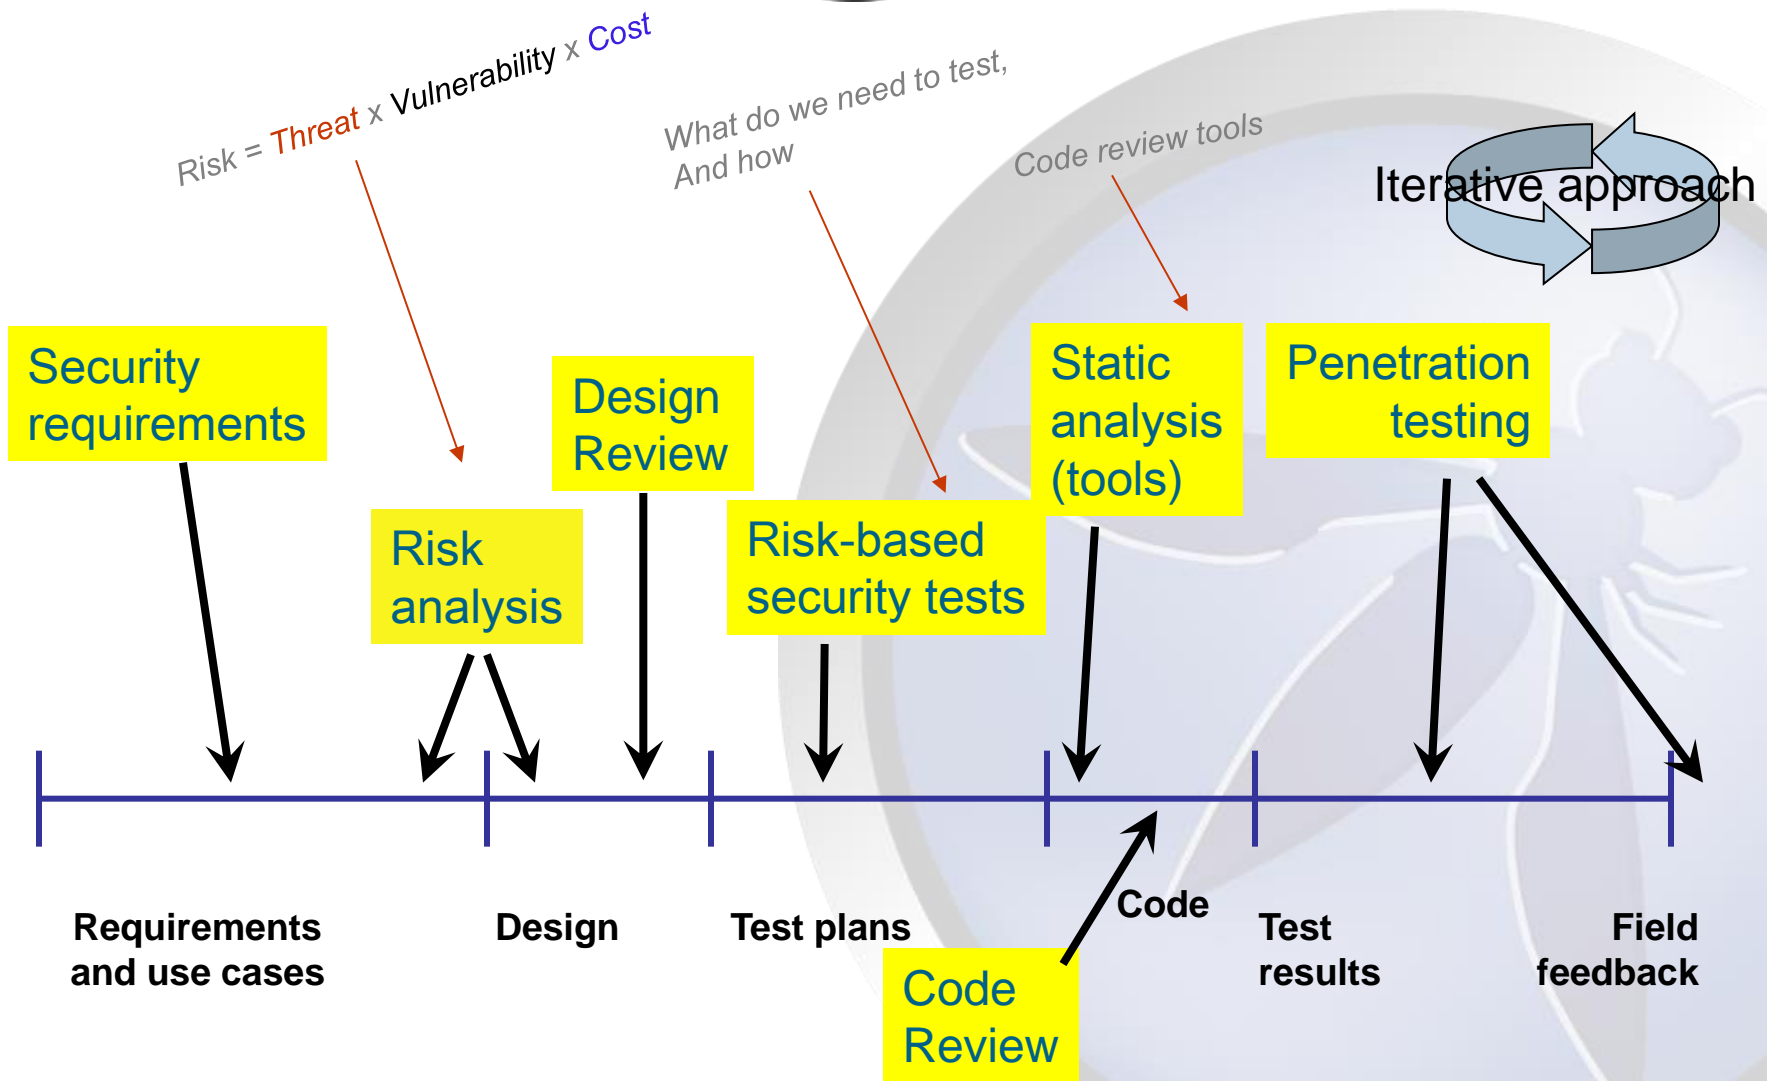 Risk = Threat x Vulnerability x Cost
What do we need to test,
And how
Code review tools
Iterative approach
Security
requirements
Risk
analysis
Design
Review
Risk-based
security tests
Static
analysis
(tools)
Penetration
testing
Requirements
and use cases
Design
Test plans
Code
Test
results
Field
feedback
Code
Review